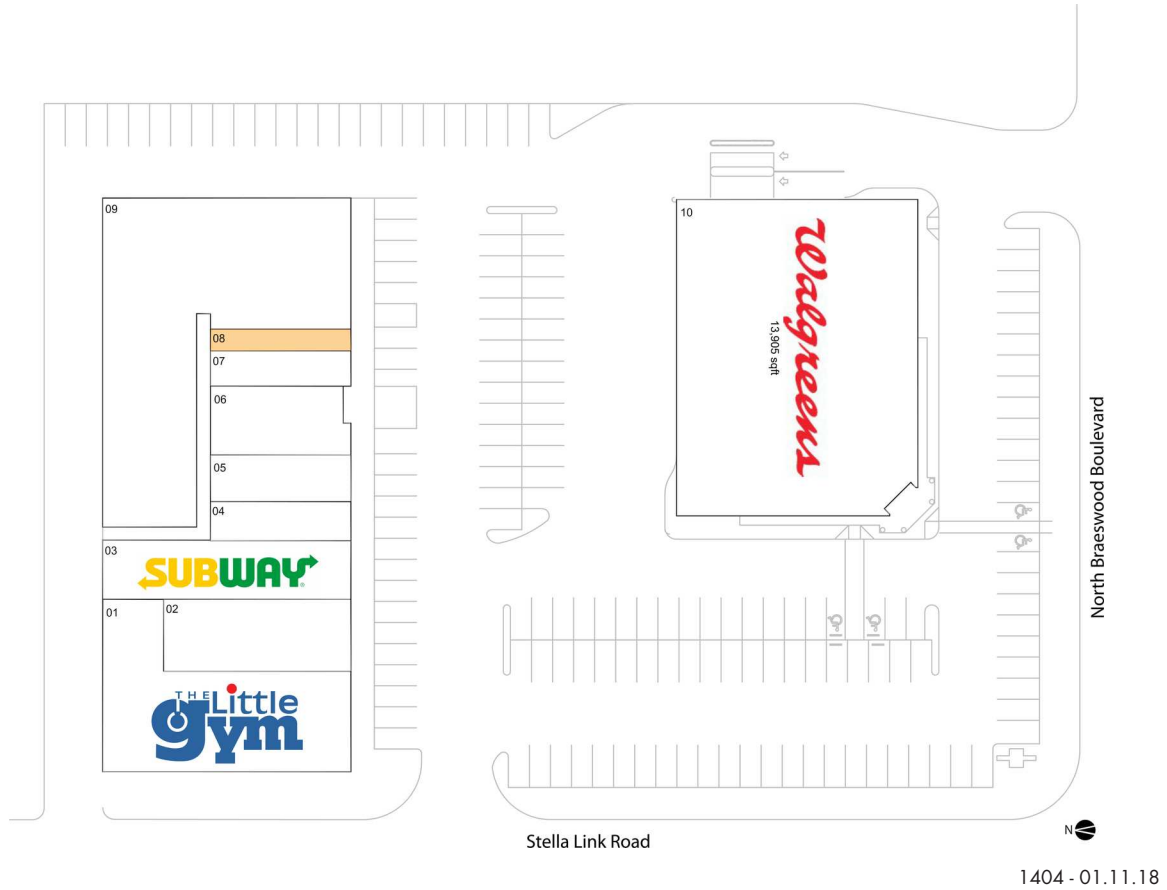 09
10
Walgreens
13,905 sqft
08
07
06
05
04
03
SUBWAY
01
02
THE Little
gym
North Braeswood Boulevard
Stella Link Road
N
1404 - 01.11.18